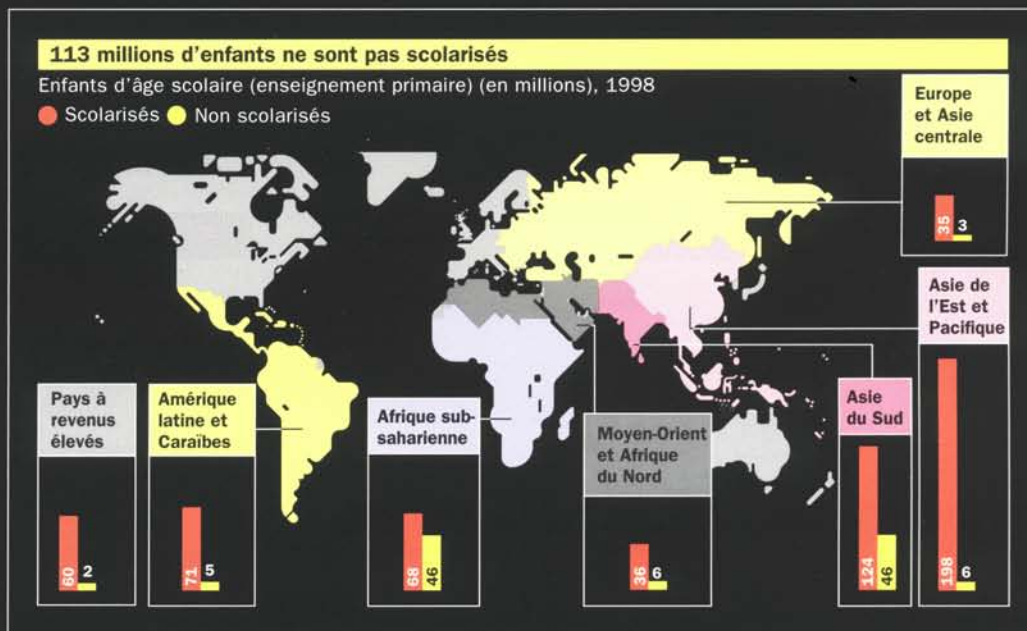 113 millions d'enfants ne sont pas scolarisés
Enfants d'âge scolaire (enseignement primaire) (en millions), 1998
Scolarisés Non scolarisés
Europe
et Asie
centrale
35 3
Asie de
l'Est et
Pacifique
198 6
Pays à
revenus
élevés
60 2
Amérique
latine et
Caraïbes
71 5
Afrique sub-
saharienne
68 46
Moyen-Orient
et Afrique
du Nord
36 6
Asie
du Sud
124 46